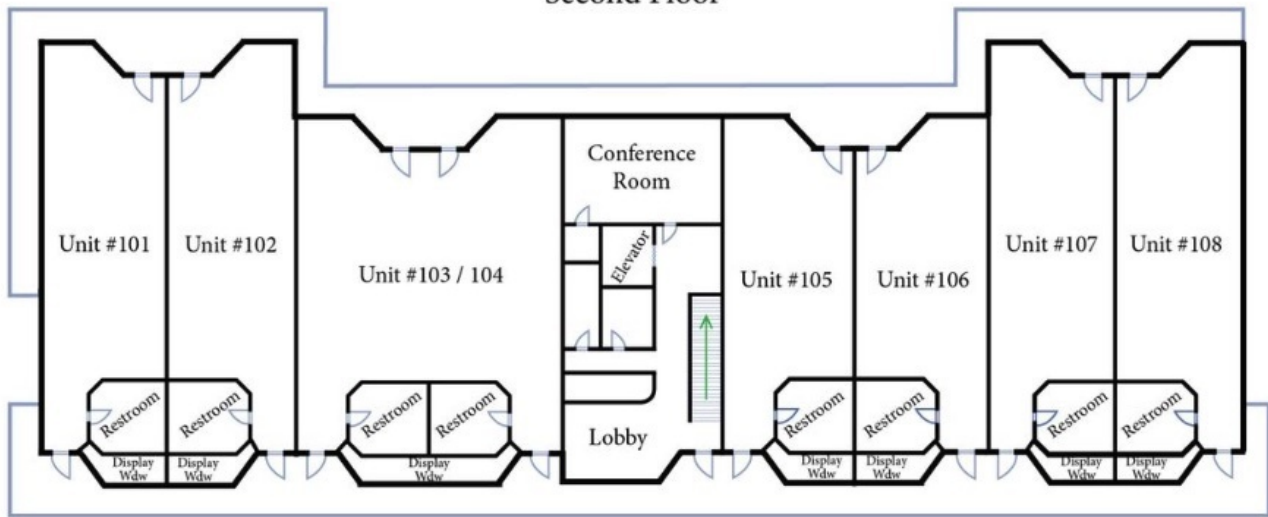 Second Floor
Conference
Room
Unit #101
Unit #102
Unit #103 / 104
Elevator
Unit #105
Unit #106
Unit #107
Unit #108
Restroom
Restroom
Restroom
Restroom
Restroom
Restroom
Restroom
Restroom
Lobby
Display
Wdw
Display
Wdw
Display
Wdw
Display
Wdw
Display
Wdw
Display
Wdw
Display
Wdw